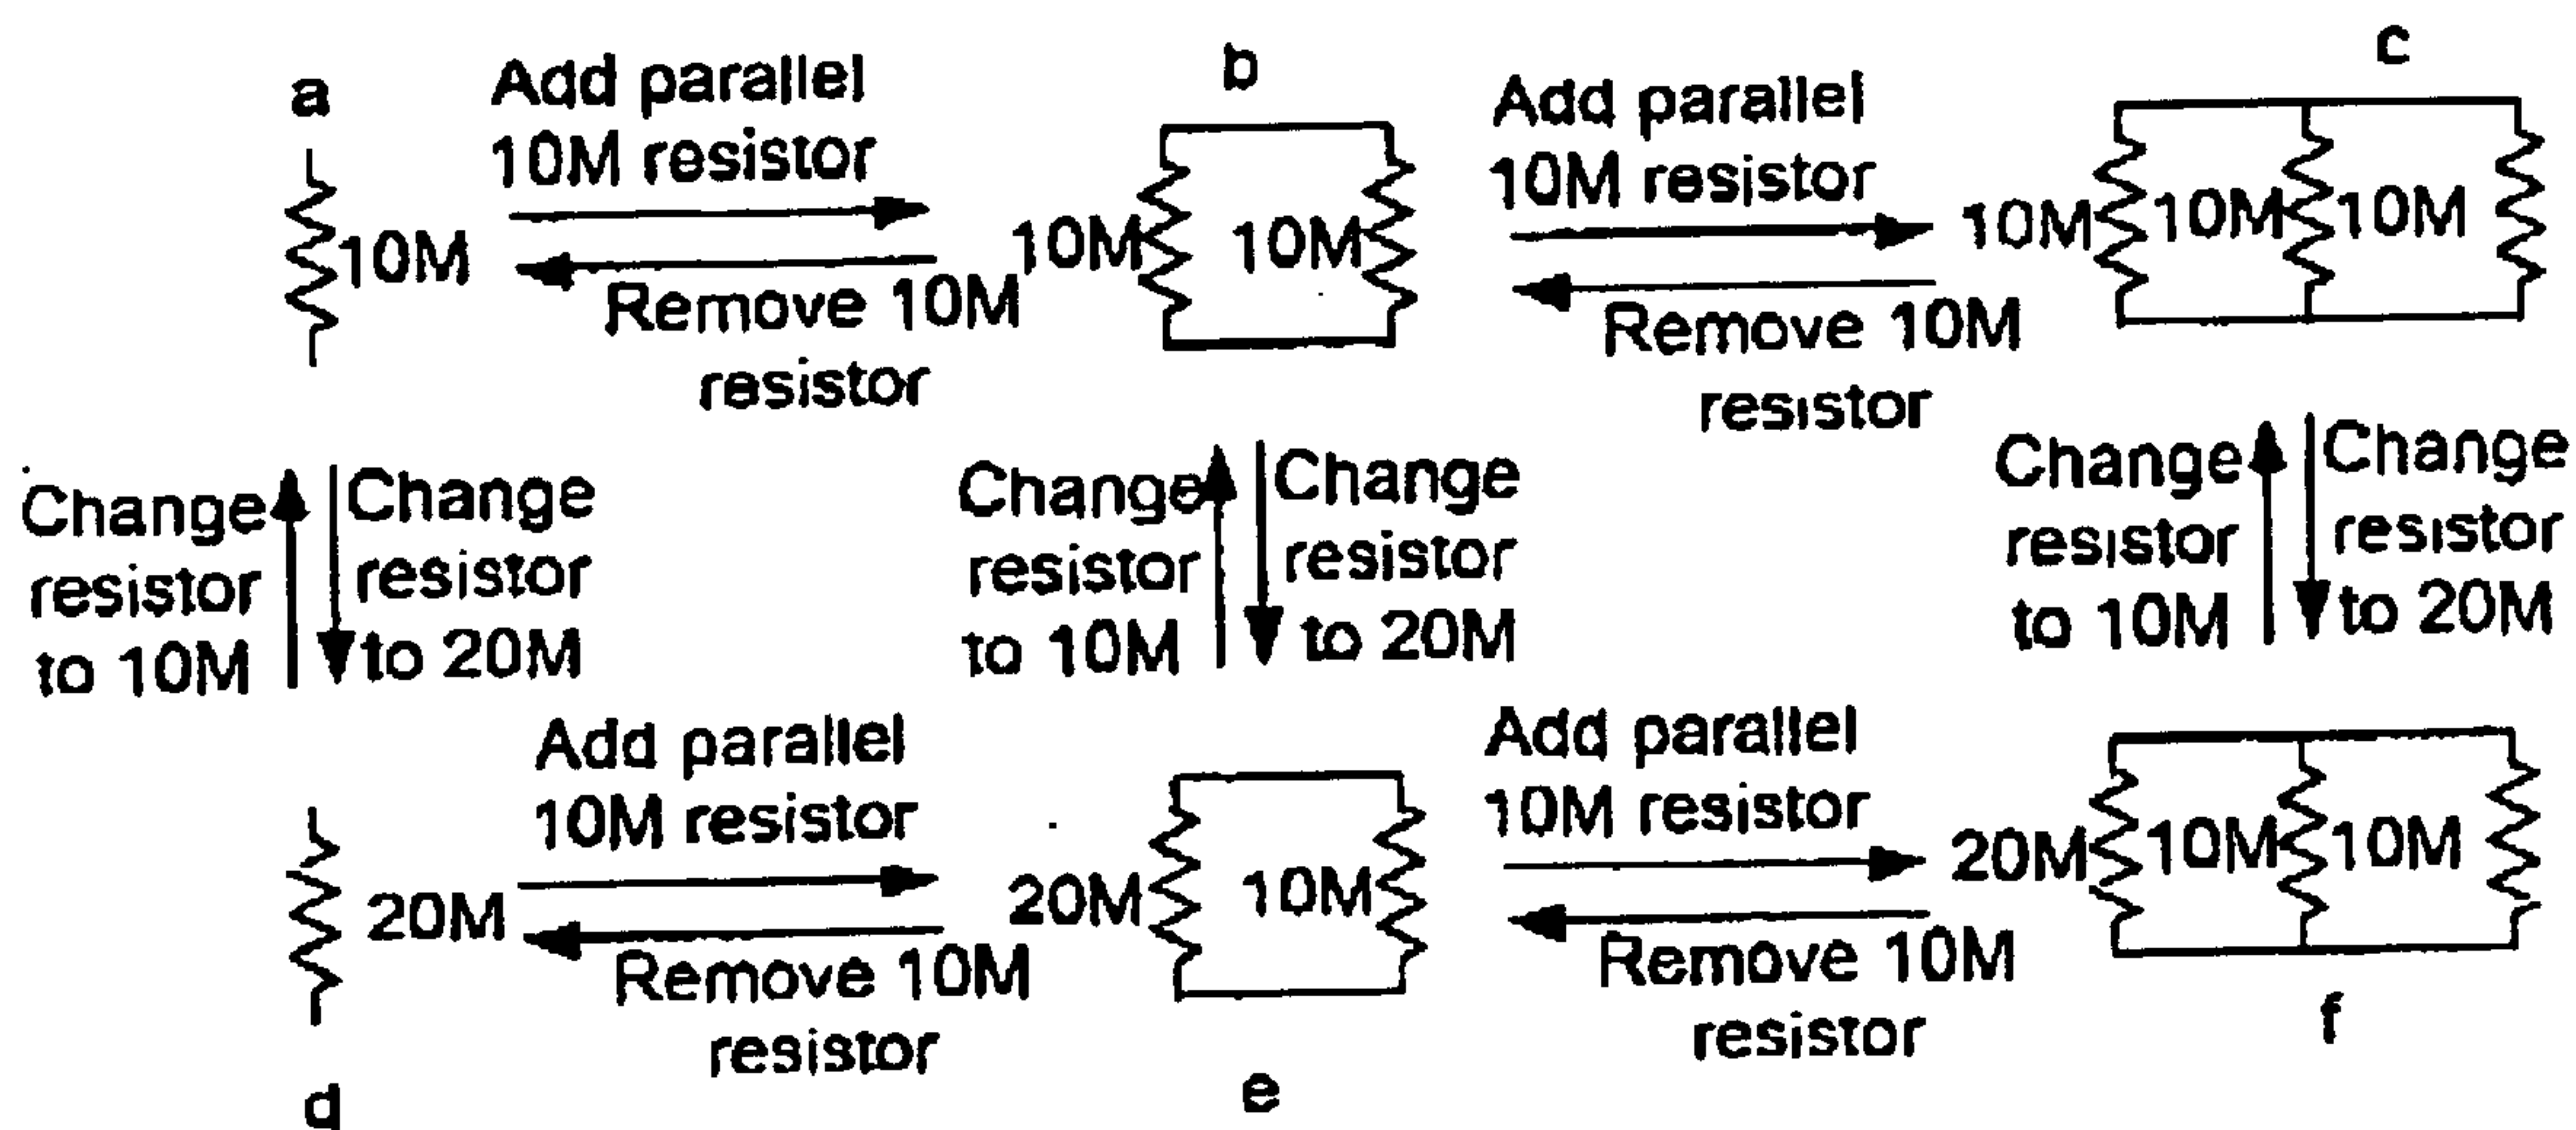 a
Add parallel
10M resistor
10M
Remove 10M
resistor
b
10M
10M
Add parallel
10M resistor
Remove 10M
resistor
c
10M
10M
10M
Change
resistor
to 10M
Change
resistor
to 20M
Change
resistor
to 10M
Change
resistor
to 20M
Change
resistor
to 10M
Change
resistor
to 20M
20M
d
Add parallel
10M resistor
Remove 10M
resistor
20M
10M
e
Add parallel
10M resistor
Remove 10M
resistor
20M
10M
10M
f